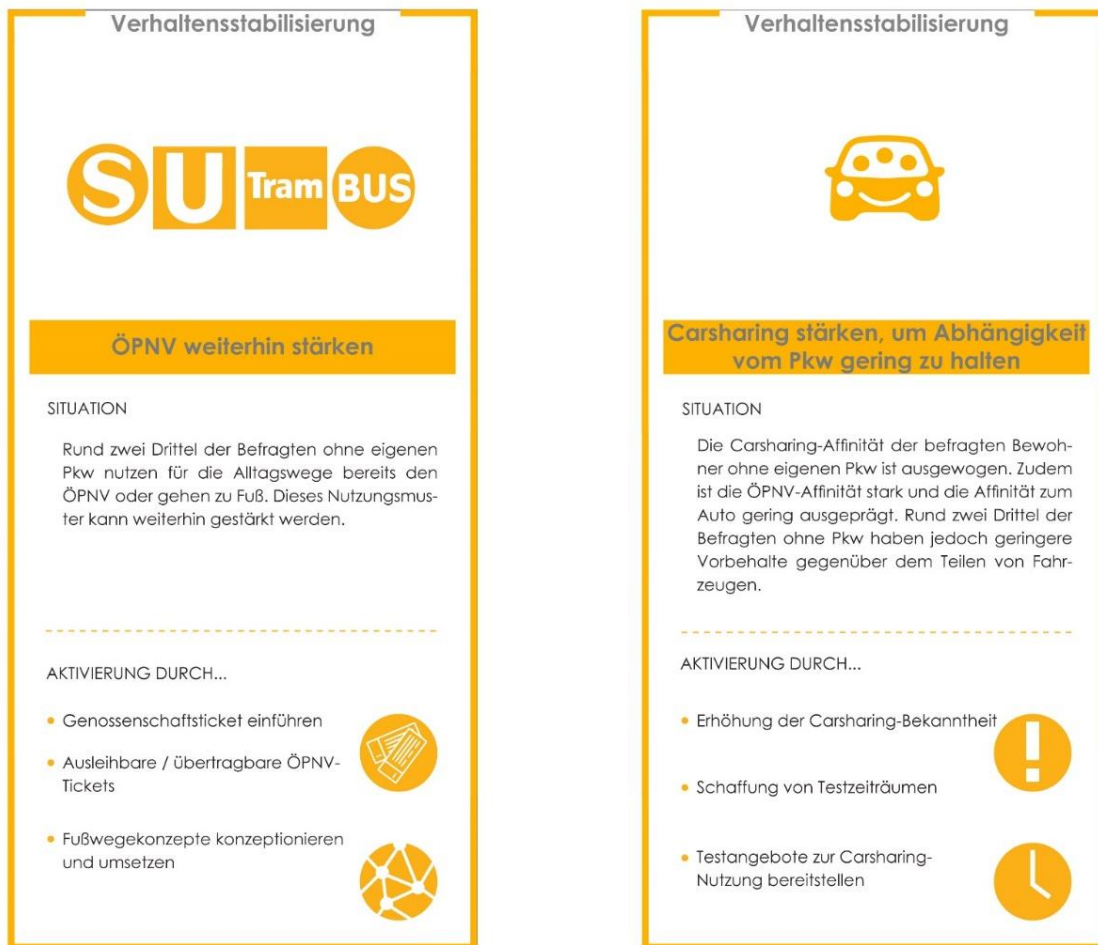 Verhaltensstabilisierung
S U Tram BUS
ÖPNV weiterhin stärken
SITUATION
Rund zwei Drittel der Befragten ohne eigenen
Pkw nutzen für die Alltagswege bereits den
ÖPNV oder gehen zu Fuß. Dieses Nutzungsmus-
ter kann weiterhin gestärkt werden.
AKTIVIERUNG DURCH...
• Genossenschaftsticket einführen
• Ausleihbare / übertragbare ÖPNV-
Tickets
• Fußwegekonzepte konzeptionieren
und umsetzen
Verhaltensstabilisierung
Carsharing stärken, um Abhängigkeit
vom Pkw gering zu halten
SITUATION
Die Carsharing-Affinität der befragten Bewoh-
ner ohne eigenen Pkw ist ausgewogen. Zudem
ist die ÖPNV-Affinität stark und die Affinität zum
Auto gering ausgeprägt. Rund zwei Drittel der
Befragten ohne Pkw haben jedoch geringere
Vorbehalte gegenüber dem Teilen von Fahr-
zeugen.
AKTIVIERUNG DURCH...
• Erhöhung der Carsharing-Bekanntheit
• Schaffung von Testzeiträumen
• Testangebote zur Carsharing-
Nutzung bereitstellen